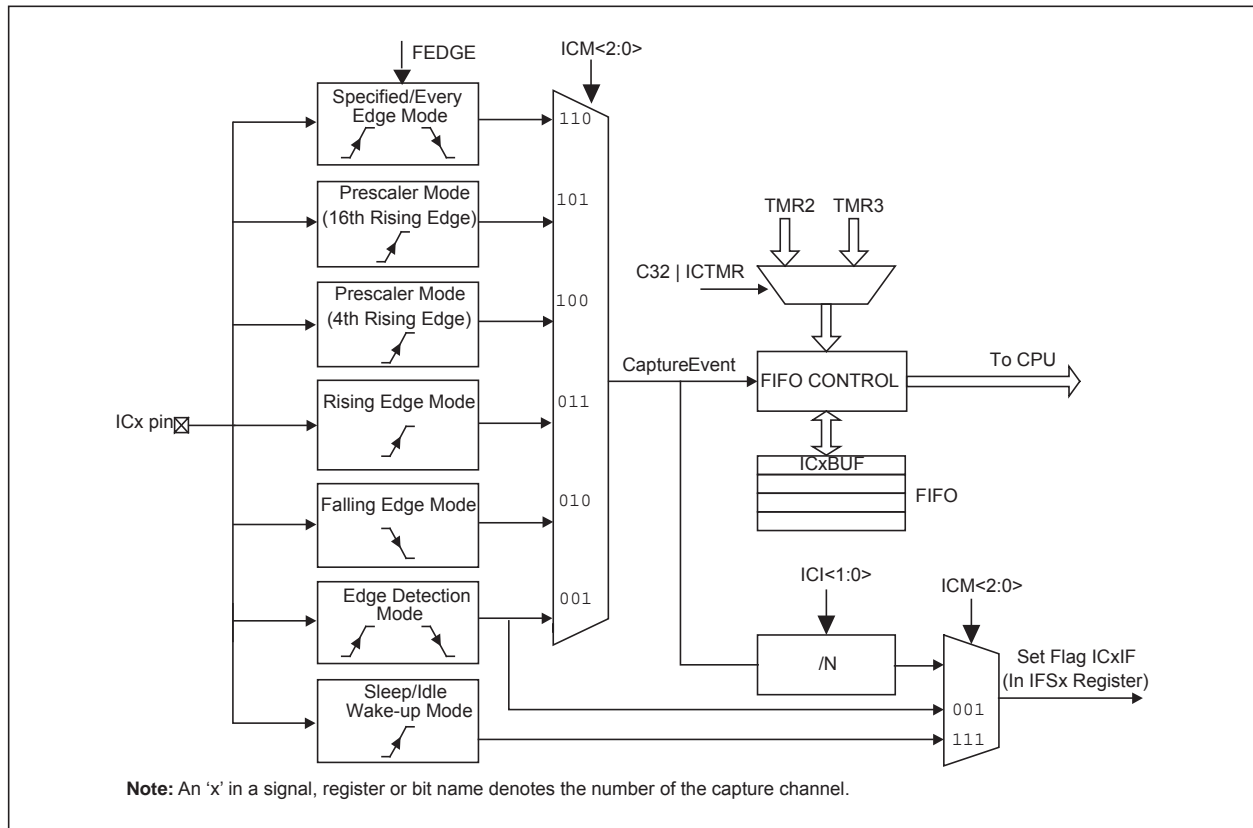 FEDGE
ICM<2:0>
Specified/Every
Edge Mode
110
Prescaler Mode
(16th Rising Edge)
101
TMR2
TMR3
C32 | ICTMR
Prescaler Mode
(4th Rising Edge)
100
CaptureEvent
FIFO CONTROL
To CPU
ICx pin
Rising Edge Mode
011
ICxBUF
FIFO
Falling Edge Mode
010
Edge Detection
Mode
001
ICI<1:0>
ICM<2:0>
/N
Set Flag ICxIF
(In IFSx Register)
001
111
Sleep/Idle
Wake-up Mode
Note: An ‘x’ in a signal, register or bit name denotes the number of the capture channel.